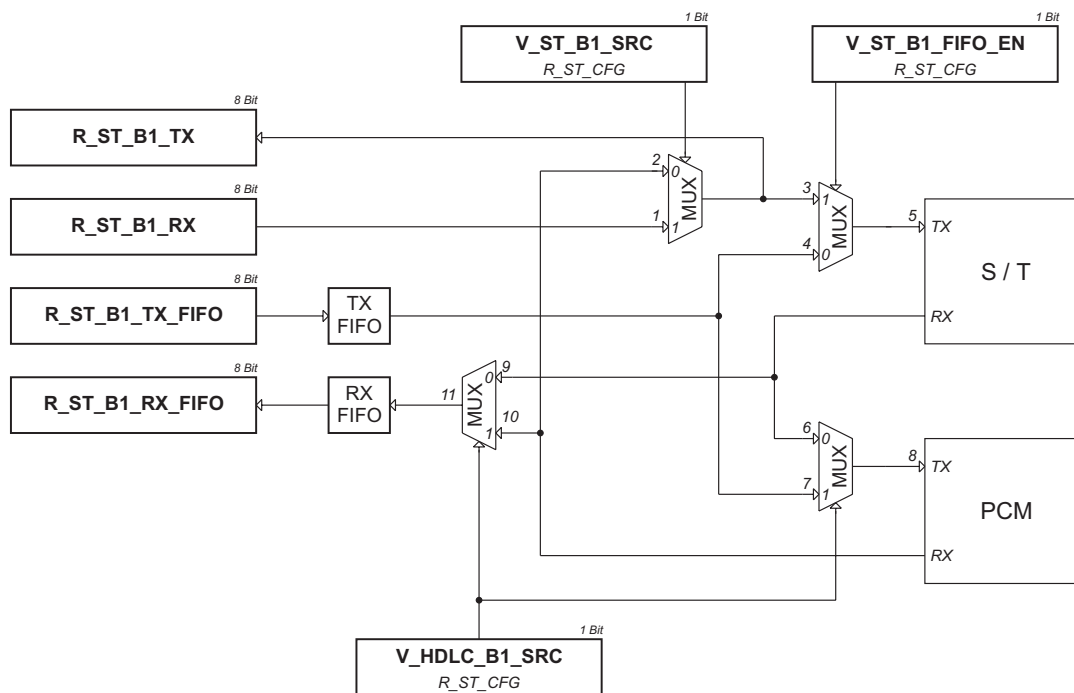 1 Bit
V_ST_B1_SRC
R_ST_CFG
1 Bit
V_ST_B1_FIFO_EN
R_ST_CFG
8 Bit
R_ST_B1_TX
8 Bit
R_ST_B1_RX
8 Bit
R_ST_B1_TX_FIFO
8 Bit
R_ST_B1_RX_FIFO
TX
FIFO
RX
FIFO
2
0
MUX
1
1
3
1
MUX
4
0
5
TX
S / T
RX
11
MUX
9
0
10
1
6
0
MUX
7
1
8
TX
PCM
RX
1 Bit
V_HDLC_B1_SRC
R_ST_CFG